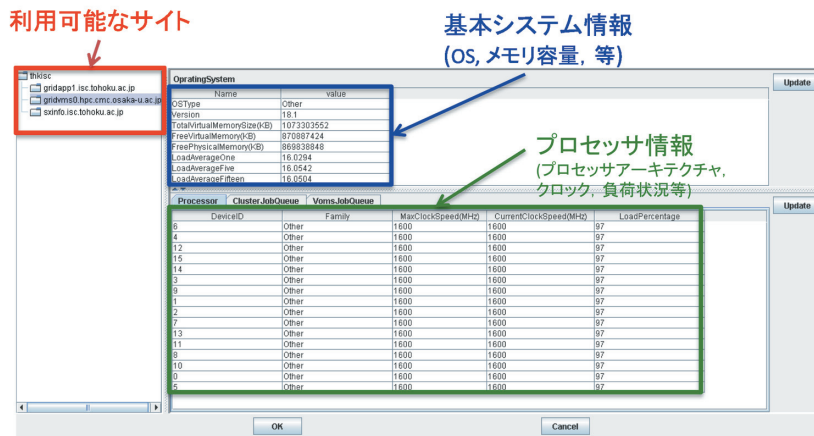 利用可能なサイト
基本システム情報
(OS, メモリ容量, 等)
thkisc
gridapp1.isc.tohoku.ac.jp
gridvms0.hpc.cmc.osaka-u.ac.jp
sxinfo.isc.tohoku.ac.jp
OpratingSystem
Update
Name value
OSType Other
Version 18.1
TotalVirtualMemorySize(KB) 1073303552
FreeVirtualMemory(KB) 870887424
FreePhysicalMemory(KB) 869838848
LoadAverageOne 16.0294
LoadAverageFive 16.0542
LoadAverageFifteen 16.0504
プロセッサ情報
(プロセッサアーキテクチャ,
クロック, 負荷状況等)
Processor ClusterJobQueue VomsJobQueue
Update
DeviceID Family MaxClockSpeed(MHz) CurrentClockSpeed(MHz) LoadPercentage
6 Other 1600 1600 97
4 Other 1600 1600 97
12 Other 1600 1600 97
15 Other 1600 1600 97
14 Other 1600 1600 97
3 Other 1600 1600 97
9 Other 1600 1600 97
1 Other 1600 1600 97
2 Other 1600 1600 97
7 Other 1600 1600 97
13 Other 1600 1600 97
11 Other 1600 1600 97
8 Other 1600 1600 97
10 Other 1600 1600 97
0 Other 1600 1600 97
5 Other 1600 1600 97
OK Cancel